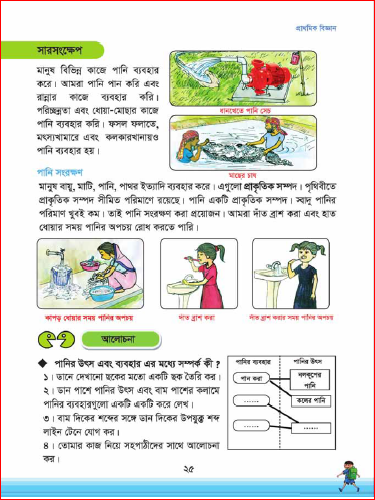 প্রাথমিক বিজ্ঞান
সারসংক্ষেপ
মানুষ বিভিন্ন কাজে পানি ব্যবহার
করে। আমরা পানি পান করি এবং
রান্নার কাজে ব্যবহার করি।
পরিচ্ছন্নতা এবং ধোয়া-মোছার কাজে
পানি ব্যবহার করি। ফসল ফলাতে,
মৎস্যখামারে এবং কলকারখানায়ও
পানি ব্যবহার হয়।
ধানখেতে পানি সেচ
মাছের চাষ
পানি সংরক্ষণ
মানুষ বায়ু, মাটি, পানি, পাথর ইত্যাদি ব্যবহার করে। এগুলো প্রাকৃতিক সম্পদ। পৃথিবীতে
প্রাকৃতিক সম্পদ সীমিত পরিমাণে রয়েছে। পানি একটি প্রাকৃতিক সম্পদ। স্বাদু পানির
পরিমাণ খুবই কম। তাই পানি সংরক্ষণ করা প্রয়োজন। আমরা দাঁত ব্রাশ করা এবং হাত
ধোয়ার সময় পানির অপচয় রোধ করতে পারি।
কাপড় ধোয়ার সময় পানির অপচয়
দাঁত ব্রাশ করা
দাঁত ব্রাশ করার সময় পানির অপচয়
আলোচনা
◆ পানির উৎস এবং ব্যবহার এর মধ্যে সম্পর্ক কী ?
১। ডানে দেখানো ছকের মতো একটি ছক তৈরি কর।
২। ডান পাশে পানির উৎস এবং বাম পাশের কলামে
পানির ব্যবহারগুলো একটি একটি করে লেখ।
৩। বাম দিকের শব্দের সঙ্গে ডান দিকের উপযুক্ত শব্দ
লাইন টেনে যোগ কর।
৪। তোমার কাজ নিয়ে সহপাঠীদের সাথে আলোচনা
কর।
পানির ব্যবহার
পানির উৎস
পান করা
নলকূপের
পানি
কলের পানি
......
......
......
২৫